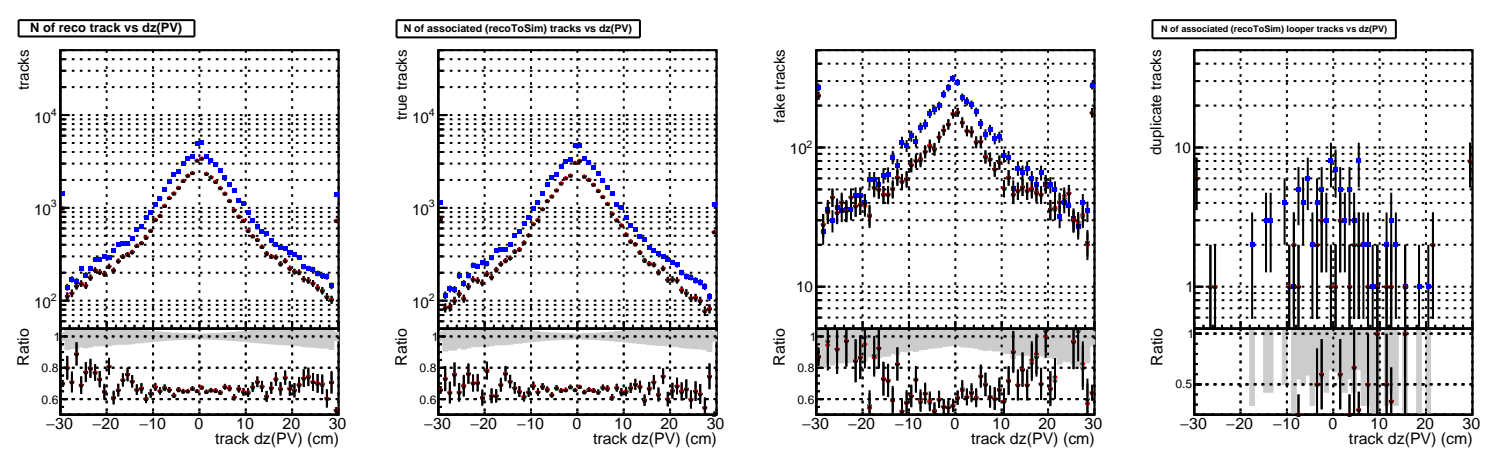 N of reco track vs dz(PV)
tracks
10^4
10^3
10^2
Ratio
1
0.8
0.6
−30 −20 −10 0 10 20 30
track dz(PV) (cm)
N of associated (recoToSim) tracks vs dz(PV)
true tracks
10^4
10^3
10^2
Ratio
1
0.8
0.6
−30 −20 −10 0 10 20 30
track dz(PV) (cm)
fake tracks
10^2
10
Ratio
1
0.8
0.6
−30 −20 −10 0 10 20 30
track dz(PV) (cm)
N of associated (recoToSim) looper tracks vs dz(PV)
duplicate tracks
10
1
Ratio
1
0.5
−30 −20 −10 0 10 20 30
track dz(PV) (cm)